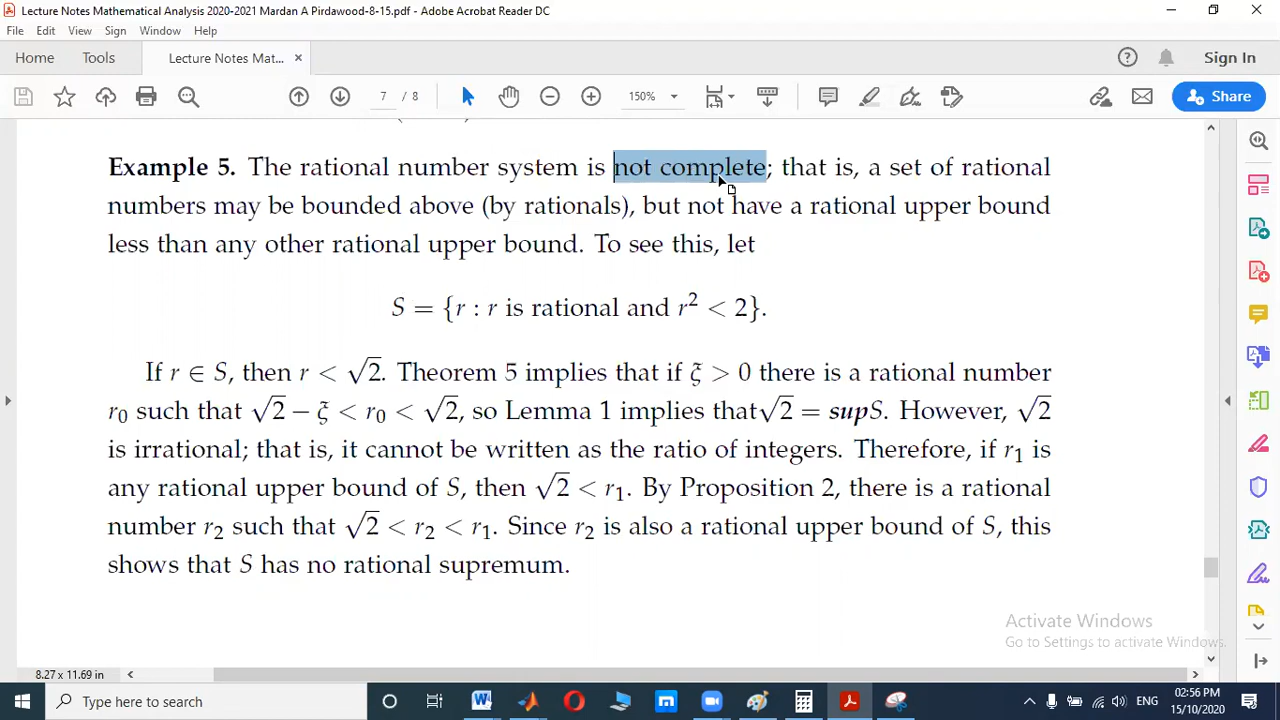 Lecture Notes Mathematical Analysis 2020-2021 Mardan A Pirdawood-8-15.pdf - Adobe Acrobat Reader DC
File Edit View Sign Window Help
Home Tools Lecture Notes Mat... × Sign In
7 / 8 150% Share
Example 5. The rational number system is not complete; that is, a set of rational
numbers may be bounded above (by rationals), but not have a rational upper bound
less than any other rational upper bound. To see this, let
S = {r : r is rational and r² < 2}.
If r ∈ S, then r < √2. Theorem 5 implies that if ξ > 0 there is a rational number
r₀ such that √2 − ξ < r₀ < √2, so Lemma 1 implies that√2 = supS. However, √2
is irrational; that is, it cannot be written as the ratio of integers. Therefore, if r₁ is
any rational upper bound of S, then √2 < r₁. By Proposition 2, there is a rational
number r₂ such that √2 < r₂ < r₁. Since r₂ is also a rational upper bound of S, this
shows that S has no rational supremum.
Activate Windows
Go to Settings to activate Windows.
8.27 x 11.69 in
Type here to search ENG 02:56 PM
15/10/2020